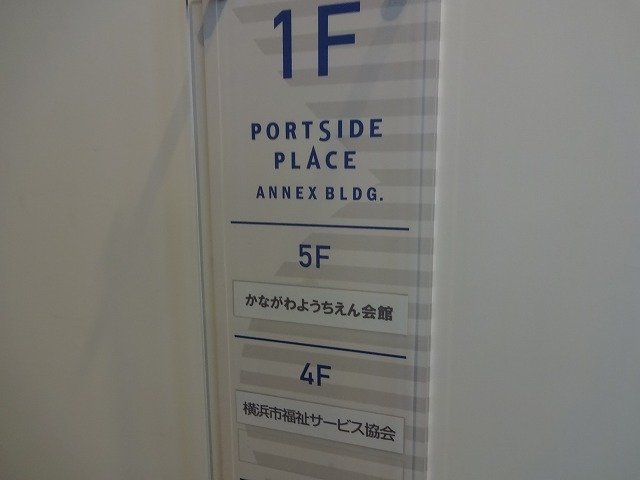 1F
PORTSIDE
PLACE
ANNEX BLDG.
5F
かながわようちえん会館
4F
横浜市福祉サービス協会